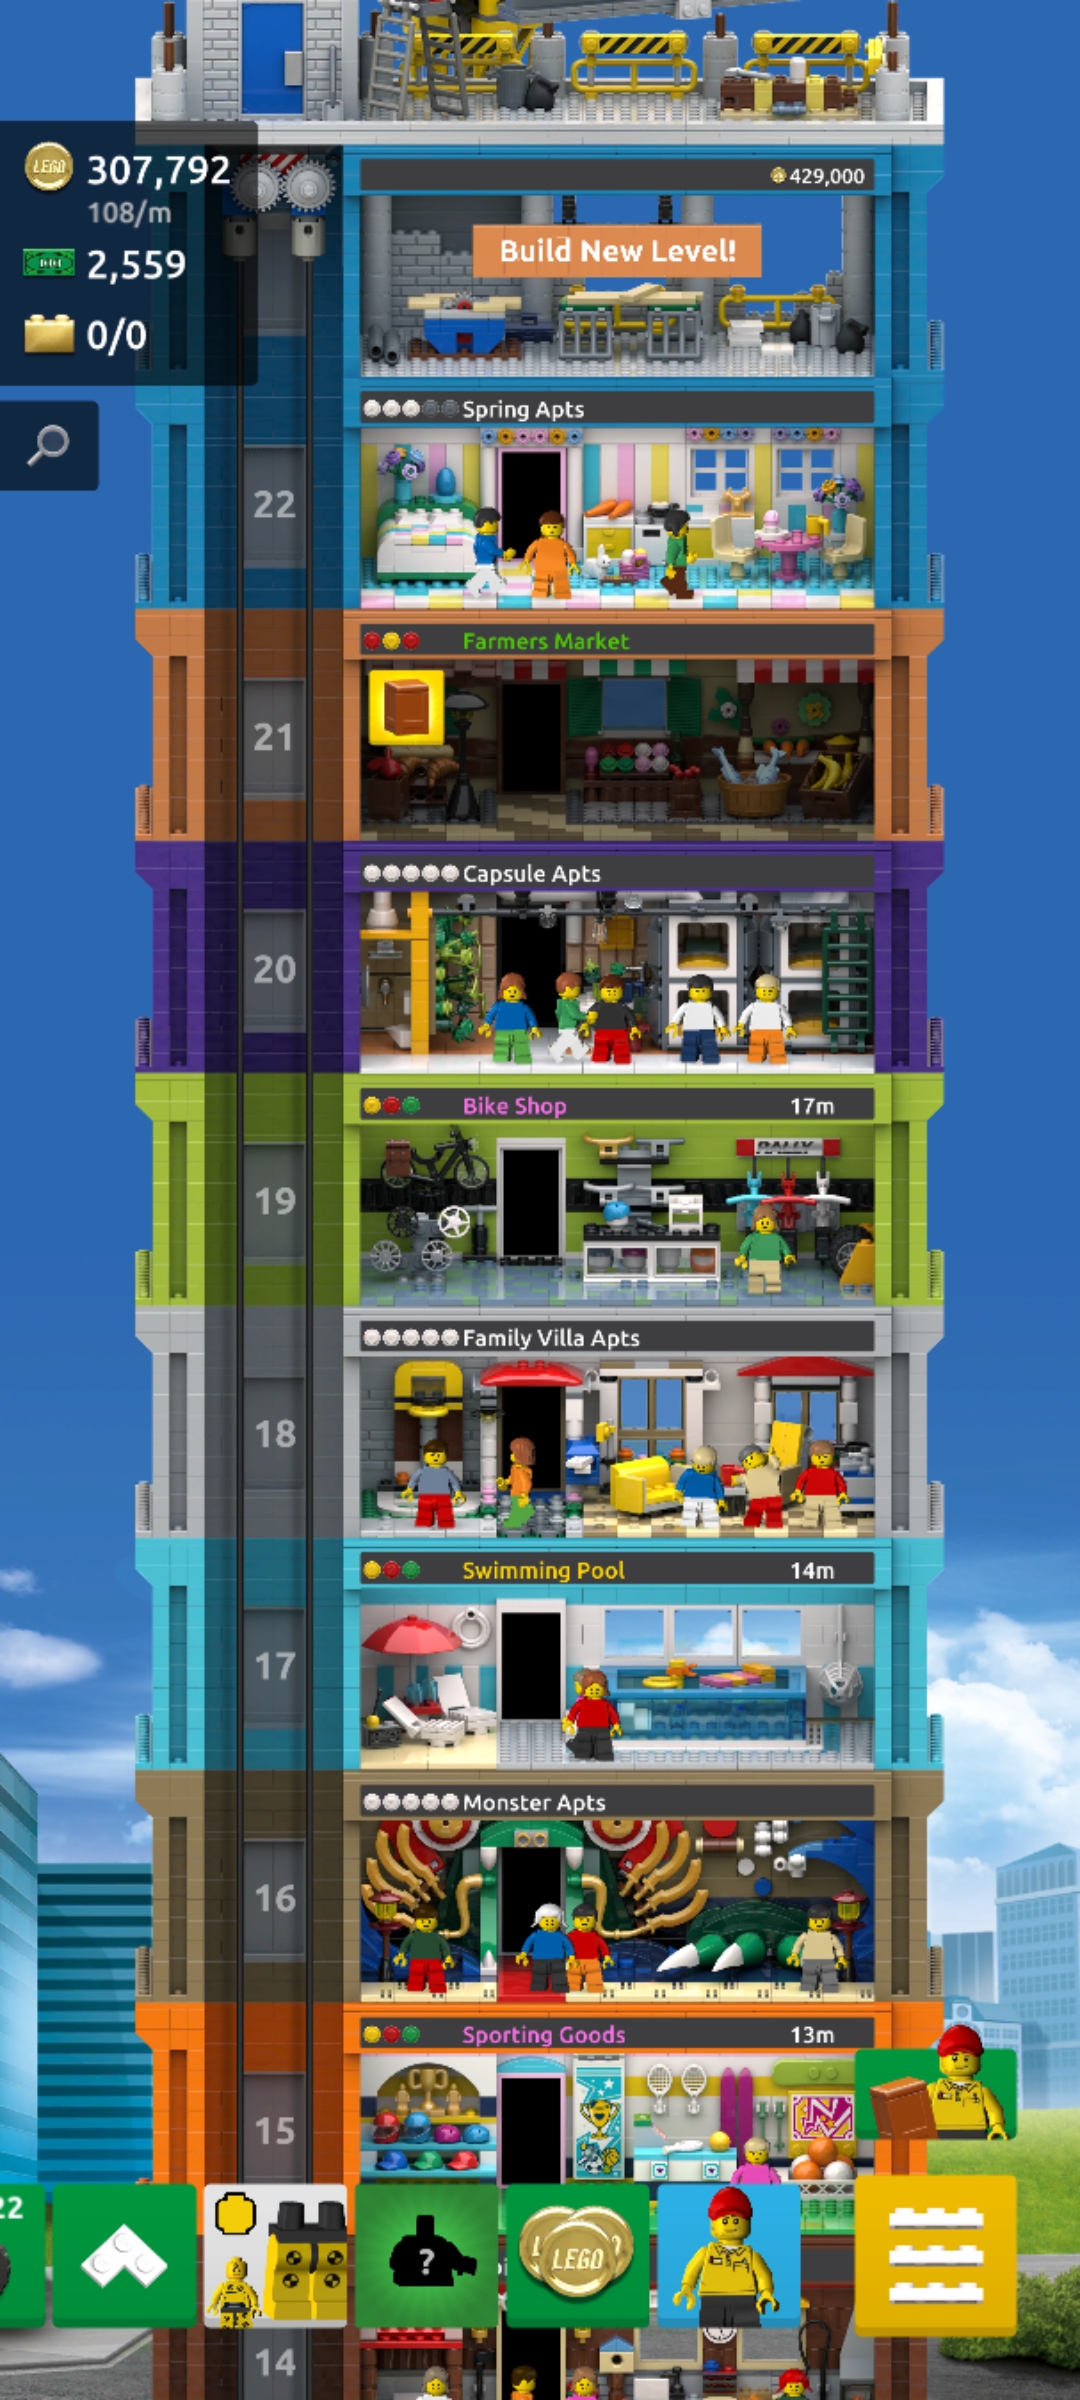 LEGO 307,792
108/m
2,559
0/0
429,000
Build New Level!
Spring Apts
22
Farmers Market
21
Capsule Apts
20
Bike Shop 17m
RALLY
19
Family Villa Apts
18
Swimming Pool 14m
17
Monster Apts
16
Sporting Goods 13m
15
22
?
LEGO
14